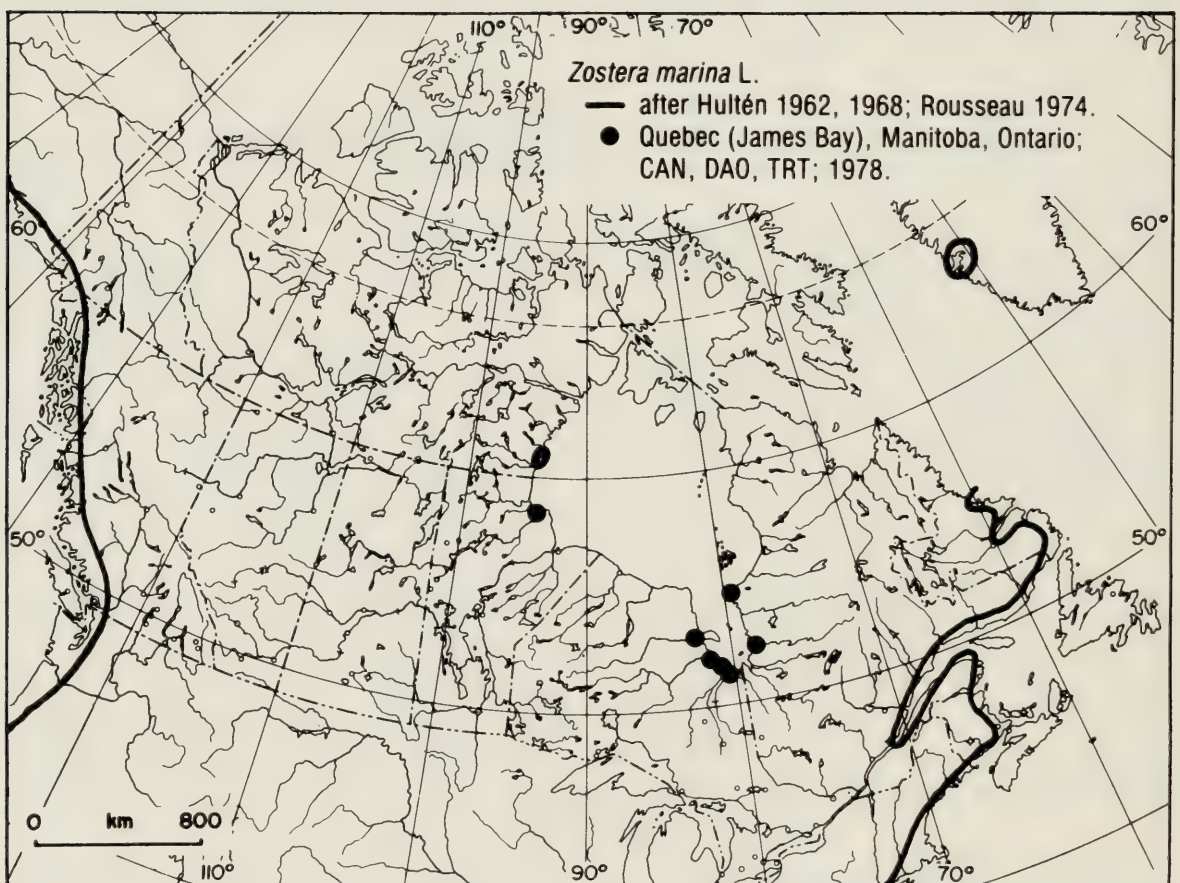 110° 90° 70°
Zostera marina L.
after Hultén 1962, 1968; Rousseau 1974.
Quebec (James Bay), Manitoba, Ontario;
CAN, DAO, TRT; 1978.
60° 60°
50° 50°
0 km 800
110° 90° 70°